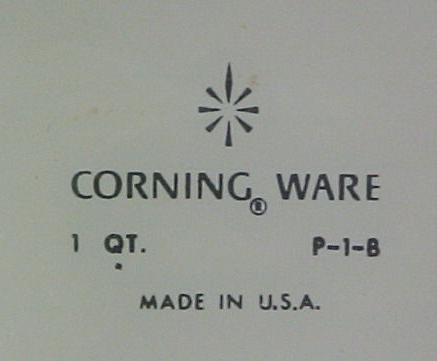 CORNING® WARE
1 QT. P-1-B
MADE IN U.S.A.